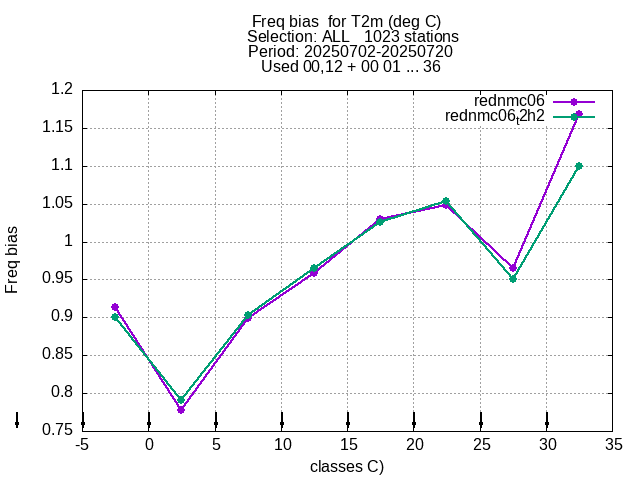 Freq bias  for T2m (deg C)
Selection: ALL   1023 stations
Period: 20250702-20250720
Used 00,12 + 00 01 ... 36
rednmc06
rednmc06t2h2
1.2
1.15
1.1
1.05
1
0.95
0.9
0.85
0.8
0.75
Freq bias
-5 0 5 10 15 20 25 30 35
classes C)